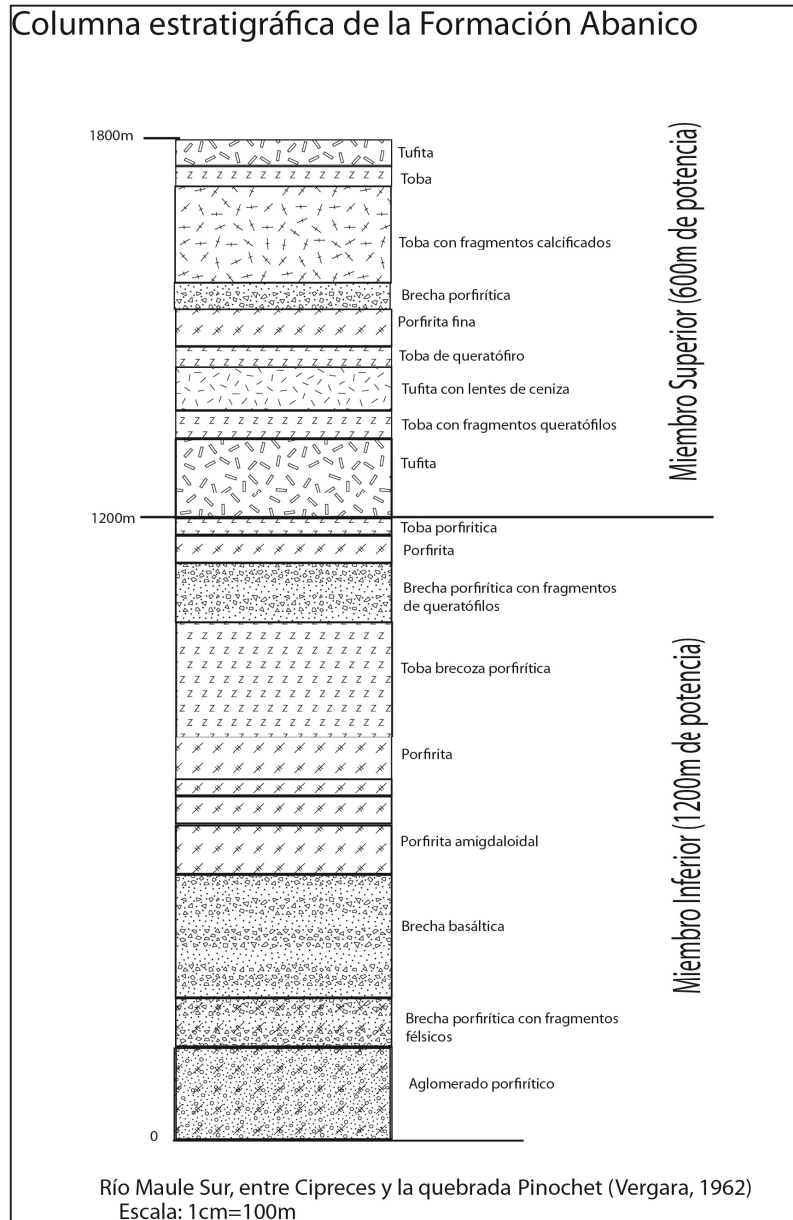 Columna estratigráfica de la Formación Abanico
1800m
Tufita
Toba
Toba con fragmentos calcificados
Brecha porfirítica
Porfirita fina
Toba de queratófiro
Tufita con lentes de ceniza
Toba con fragmentos queratófilos
Tufita
Miembro Superior (600m de potencia)
1200m
Toba porfiritica
Porfirita
Brecha porfirítica con fragmentos
de queratófilos
Toba brecoza porfirítica
Porfirita
Porfirita amigdaloidal
Brecha basáltica
Brecha porfirítica con fragmentos
félsicos
Aglomerado porfirítico
Miembro Inferior (1200m de potencia)
0
Río Maule Sur, entre Cipreces y la quebrada Pinochet (Vergara, 1962)
Escala: 1cm=100m